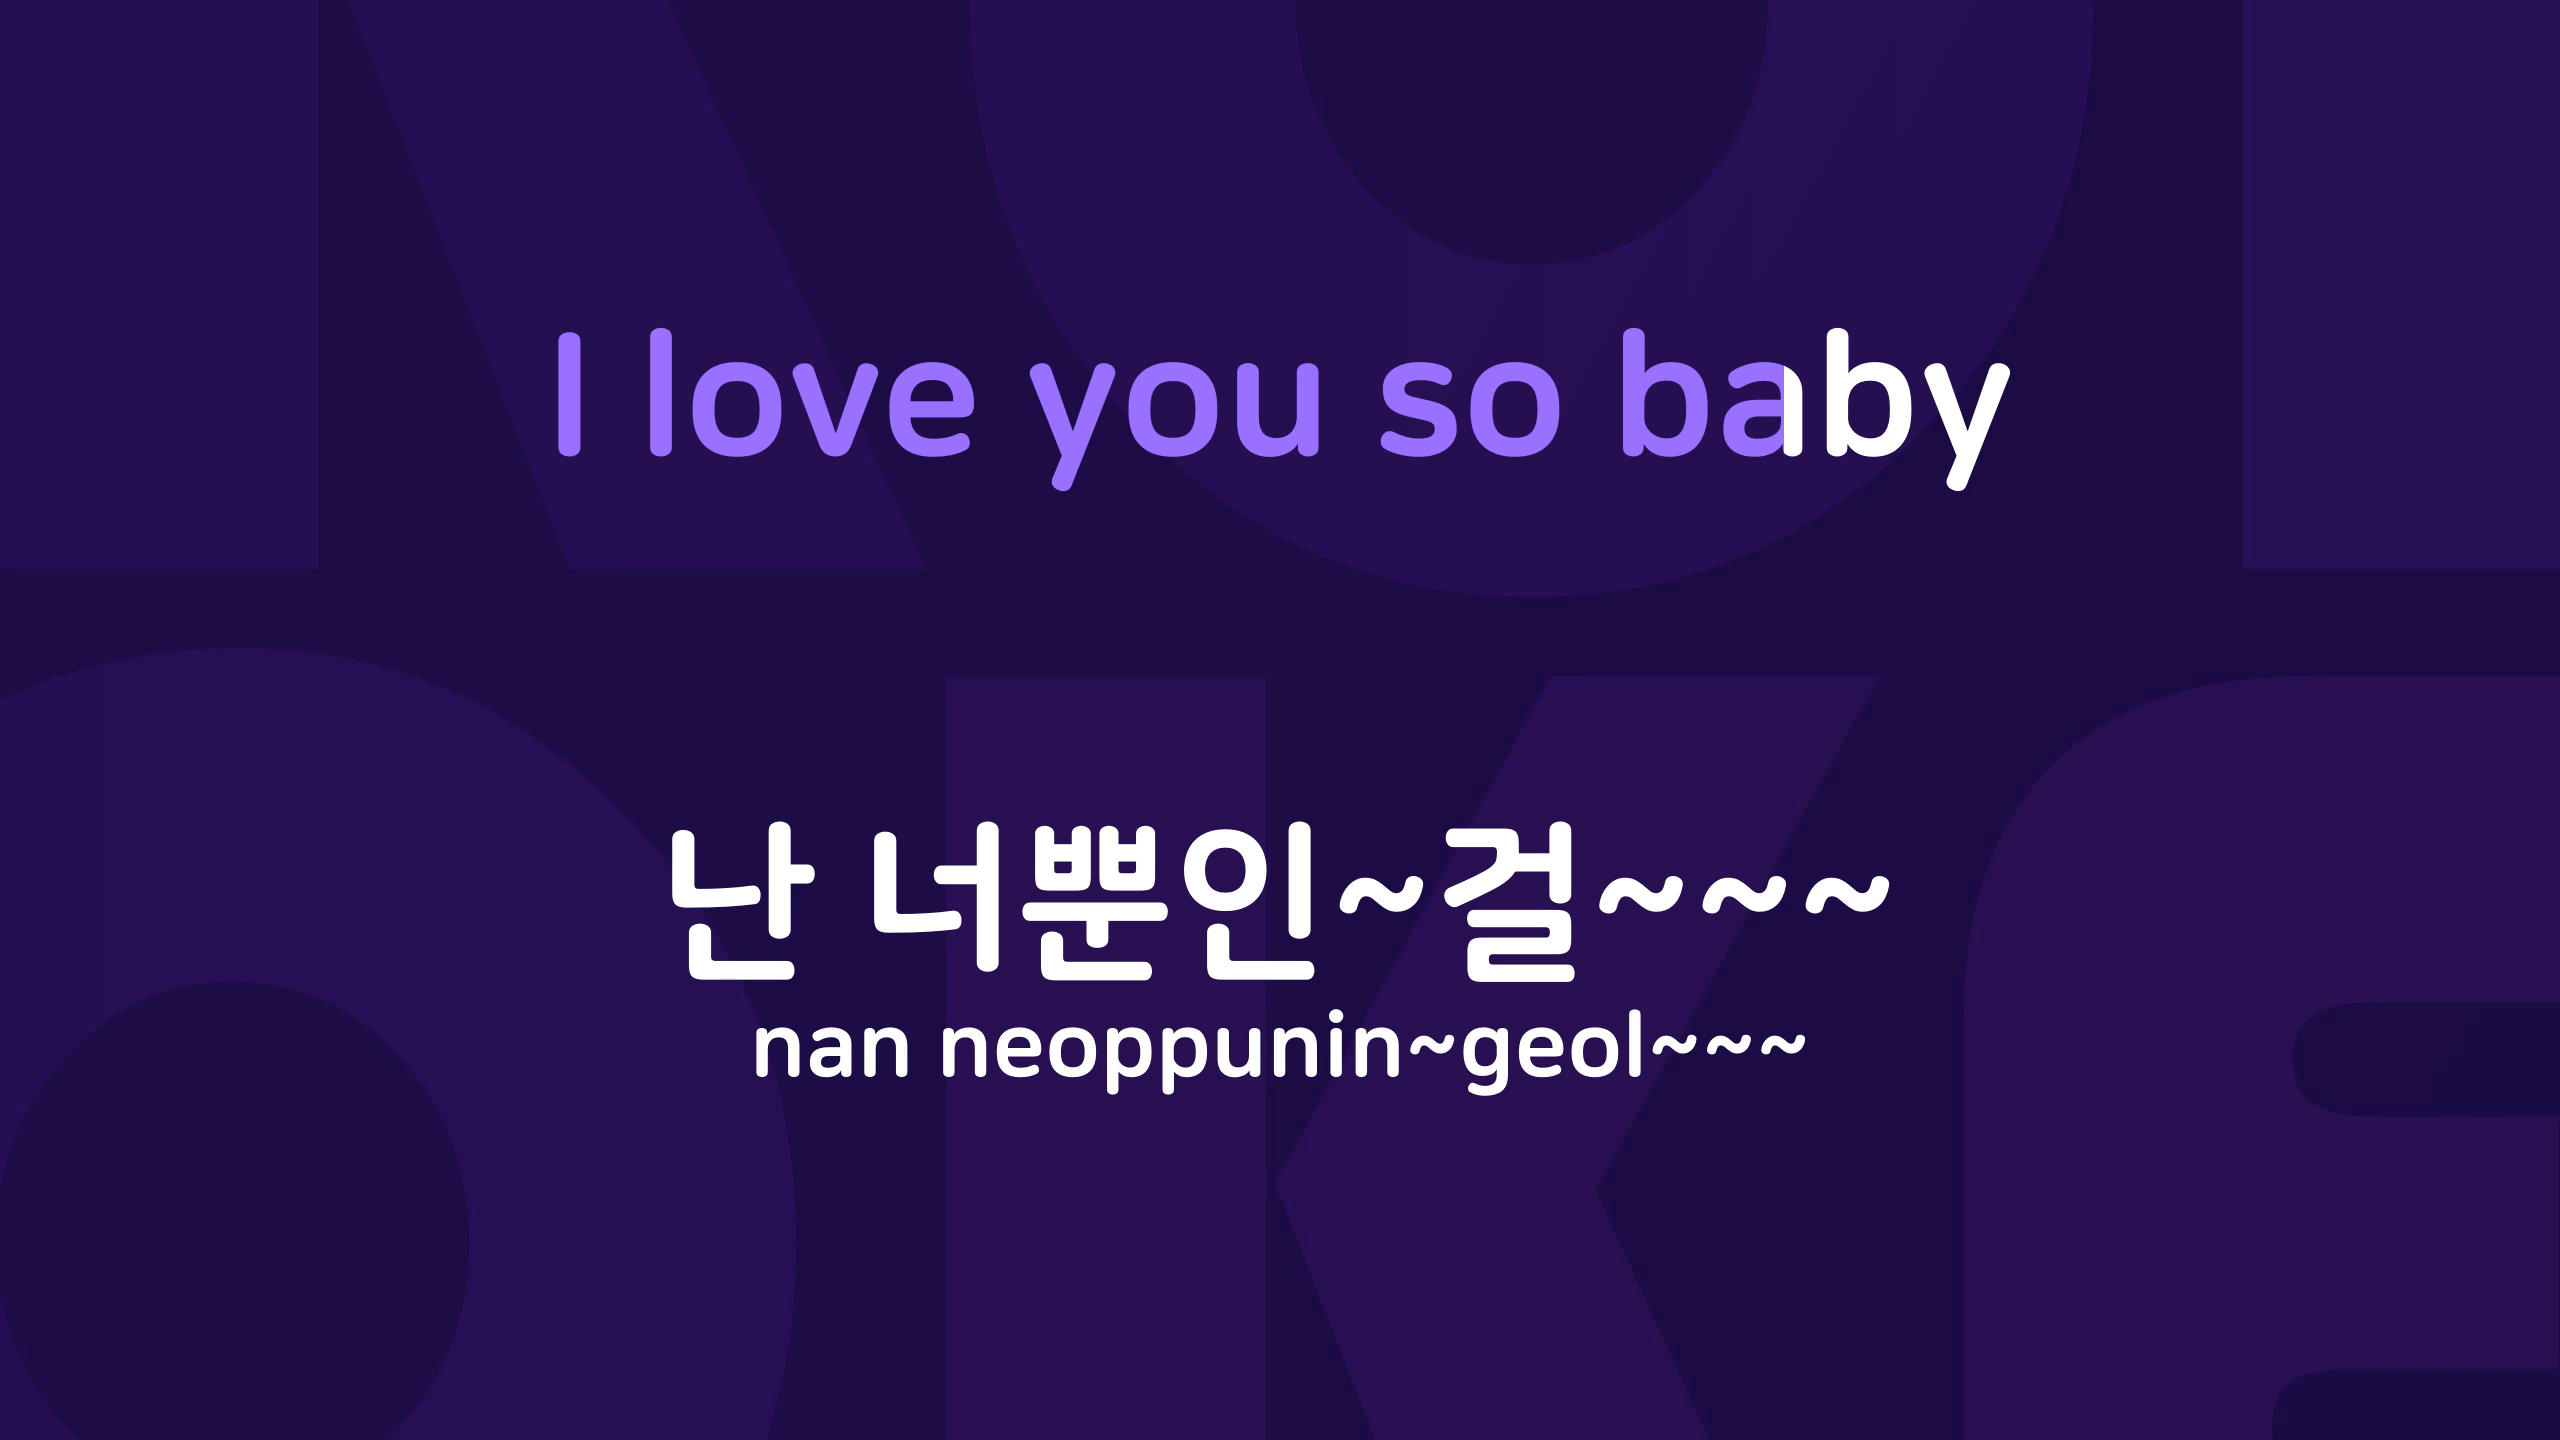 I love you so baby
난 너뿐인~걸~~~
nan neoppunin~geol~~~